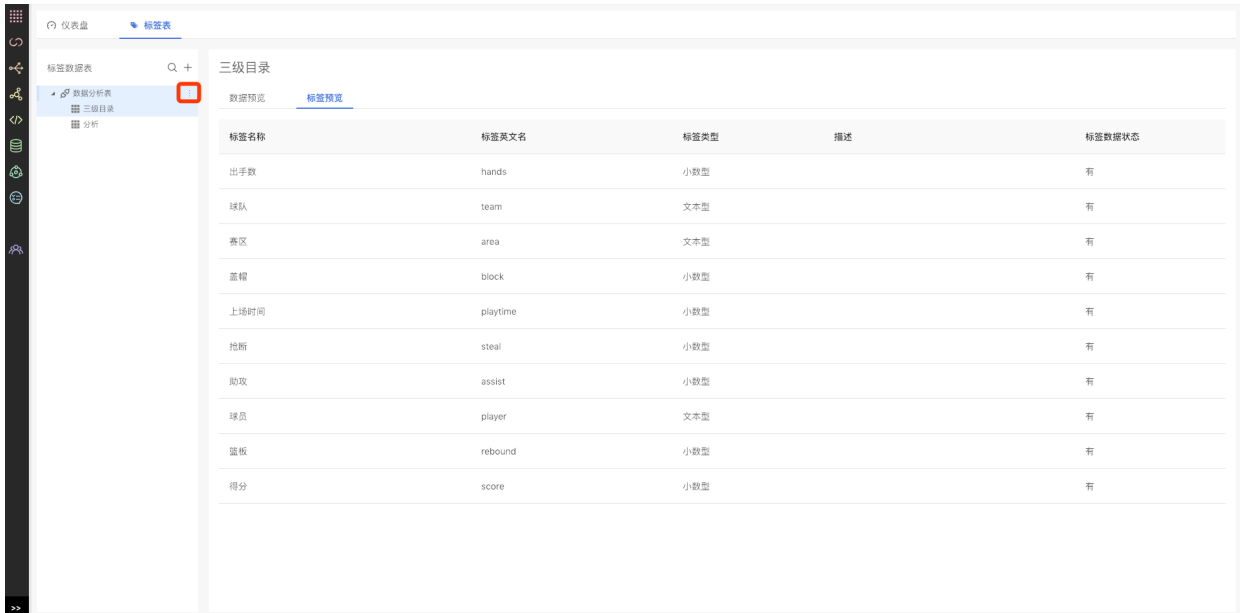 仪表盘 标签表
标签数据表
数据分析表
三级目录
分析
三级目录
数据预览 标签预览
标签名称 标签英文名 标签类型 描述 标签数据状态
出手数 hands 小数型 有
球队 team 文本型 有
赛区 area 文本型 有
盖帽 block 小数型 有
上场时间 playtime 小数型 有
抢断 steal 小数型 有
助攻 assist 小数型 有
球员 player 文本型 有
篮板 rebound 小数型 有
得分 score 小数型 有
>>